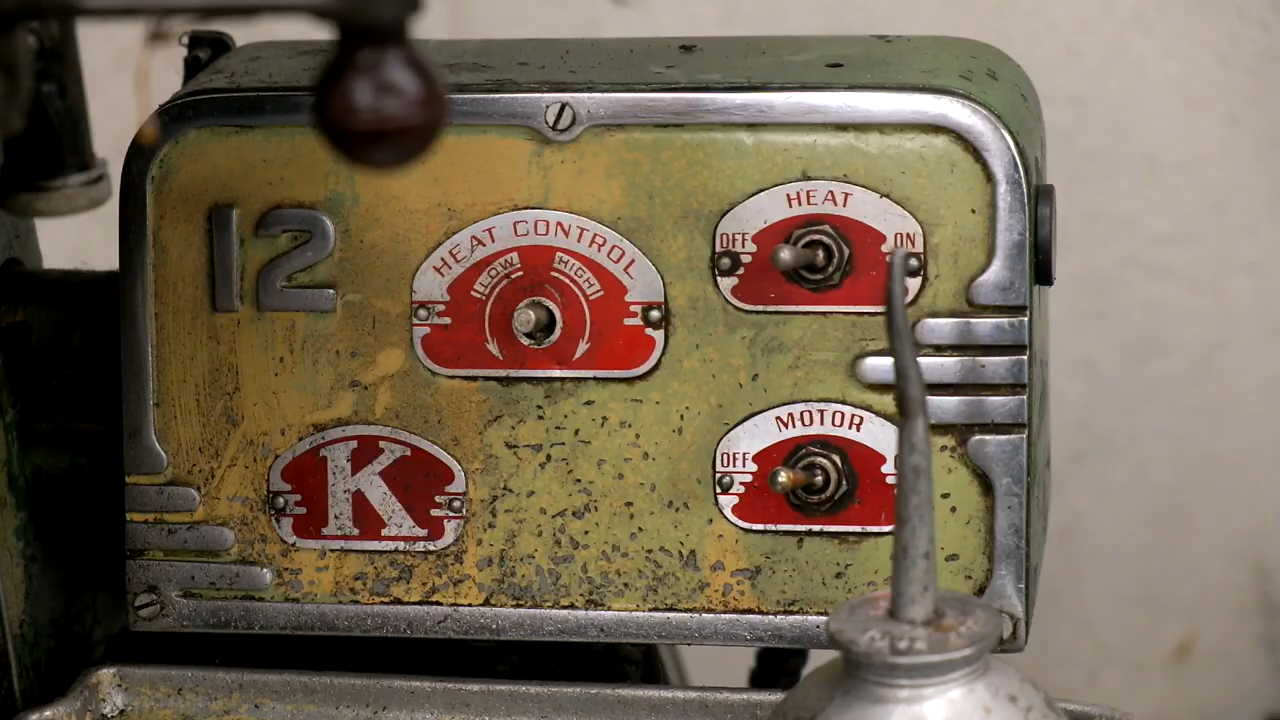 12
HEAT CONTROL
LOW HIGH
HEAT
OFF ON
K
MOTOR
OFF